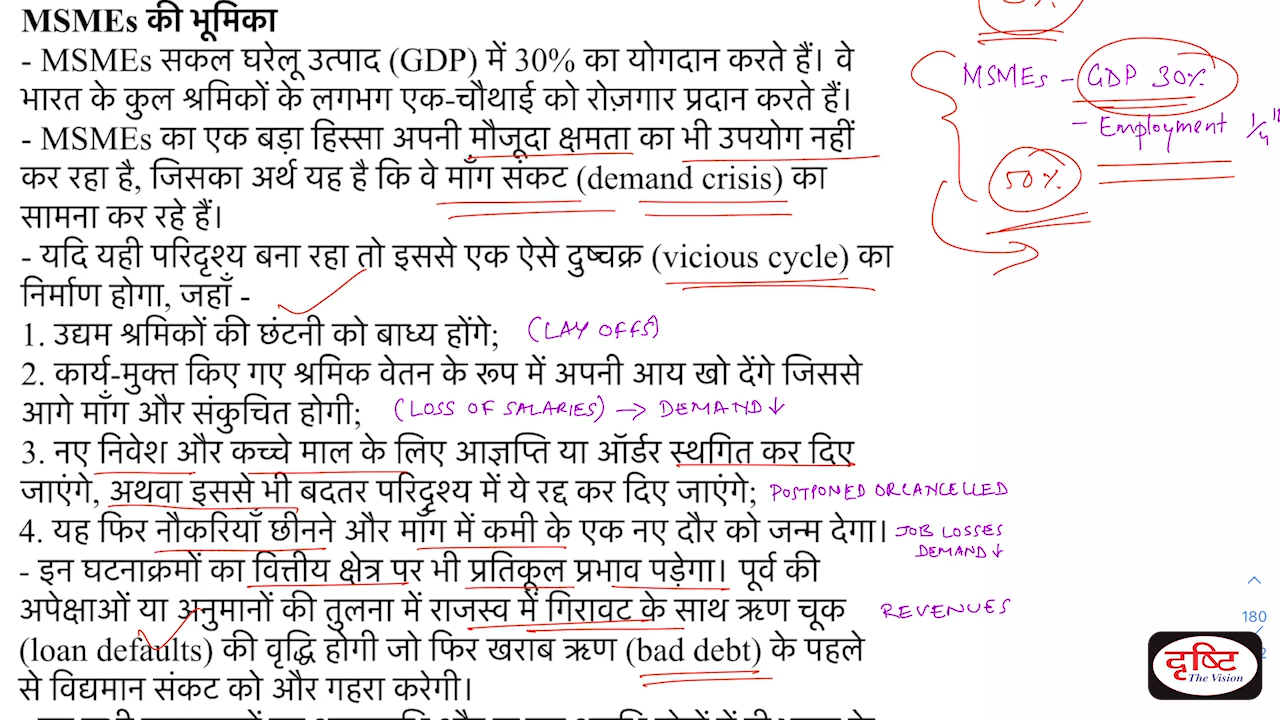 MSMEs की भूमिका
- MSMEs सकल घरेलू उत्पाद (GDP) में 30% का योगदान करते हैं। वे
भारत के कुल श्रमिकों के लगभग एक-चौथाई को रोज़गार प्रदान करते हैं।
- MSMEs का एक बड़ा हिस्सा अपनी मौजूदा क्षमता का भी उपयोग नहीं
कर रहा है, जिसका अर्थ यह है कि वे माँग संकट (demand crisis) का
सामना कर रहे हैं।
- यदि यही परिदृश्य बना रहा तो इससे एक ऐसे दुष्चक्र (vicious cycle) का
निर्माण होगा, जहाँ -
1. उद्यम श्रमिकों की छंटनी को बाध्य होंगे; (LAY OFFS)
2. कार्य-मुक्त किए गए श्रमिक वेतन के रूप में अपनी आय खो देंगे जिससे
आगे माँग और संकुचित होगी; (LOSS OF SALARIES) → DEMAND↓
3. नए निवेश और कच्चे माल के लिए आज्ञप्ति या ऑर्डर स्थगित कर दिए
जाएंगे, अथवा इससे भी बदतर परिदृश्य में ये रद्द कर दिए जाएंगे; POSTPONED OR CANCELLED
4. यह फिर नौकरियाँ छीनने और माँग में कमी के एक नए दौर को जन्म देगा। JOB LOSSES
DEMAND↓
- इन घटनाक्रमों का वित्तीय क्षेत्र पर भी प्रतिकूल प्रभाव पड़ेगा। पूर्व की
अपेक्षाओं या अनुमानों की तुलना में राजस्व में गिरावट के साथ ऋण चूक REVENUES
(loan defaults) की वृद्धि होगी जो फिर खराब ऋण (bad debt) के पहले
से विद्यमान संकट को और गहरा करेगी।
MSMEs - GDP 30%
- Employment 1/4
50%
180
दृष्टि
The Vision